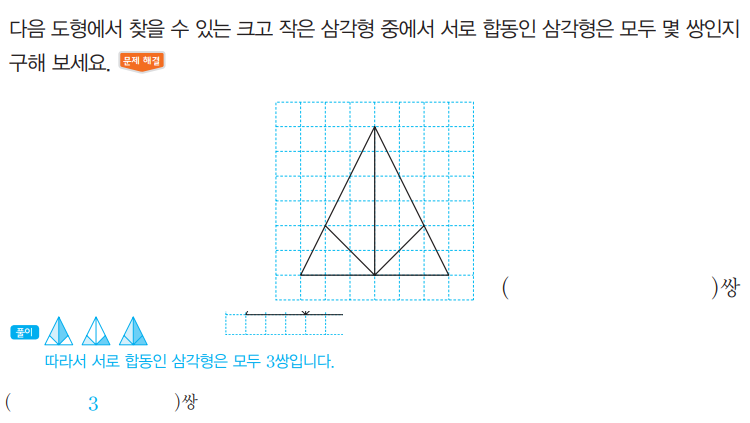 다음 도형에서 찾을 수 있는 크고 작은 삼각형 중에서 서로 합동인 삼각형은 모두 몇 쌍인지
구해 보세요. 문제 해결
( )쌍
풀이
따라서 서로 합동인 삼각형은 모두 3쌍입니다.
( 3 )쌍